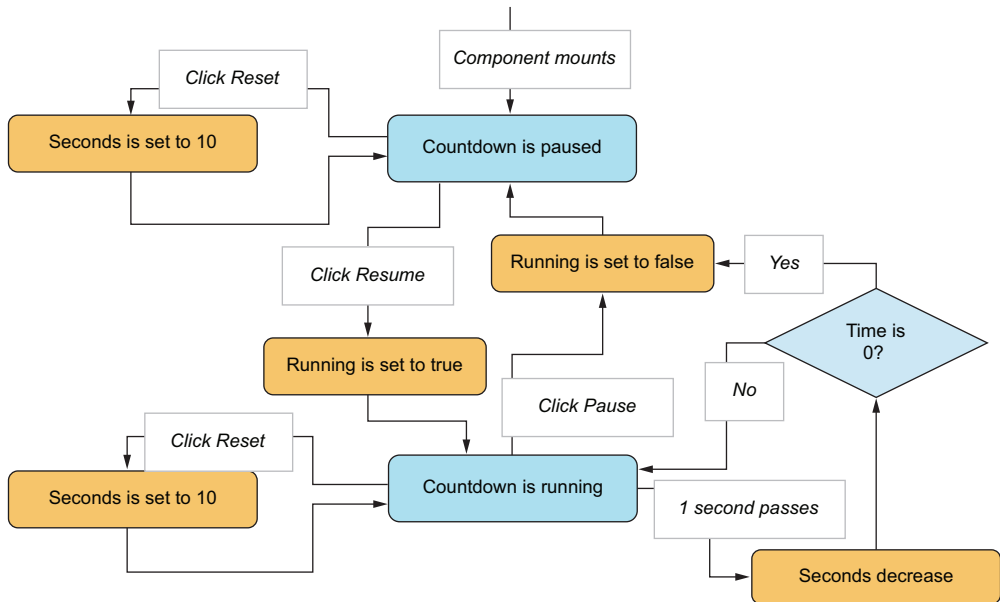 Component mounts
Click Reset
Seconds is set to 10
Countdown is paused
Running is set to false
Yes
Click Resume
Time is
0?
Running is set to true
No
Click Pause
Click Reset
Seconds is set to 10
Countdown is running
1 second passes
Seconds decrease